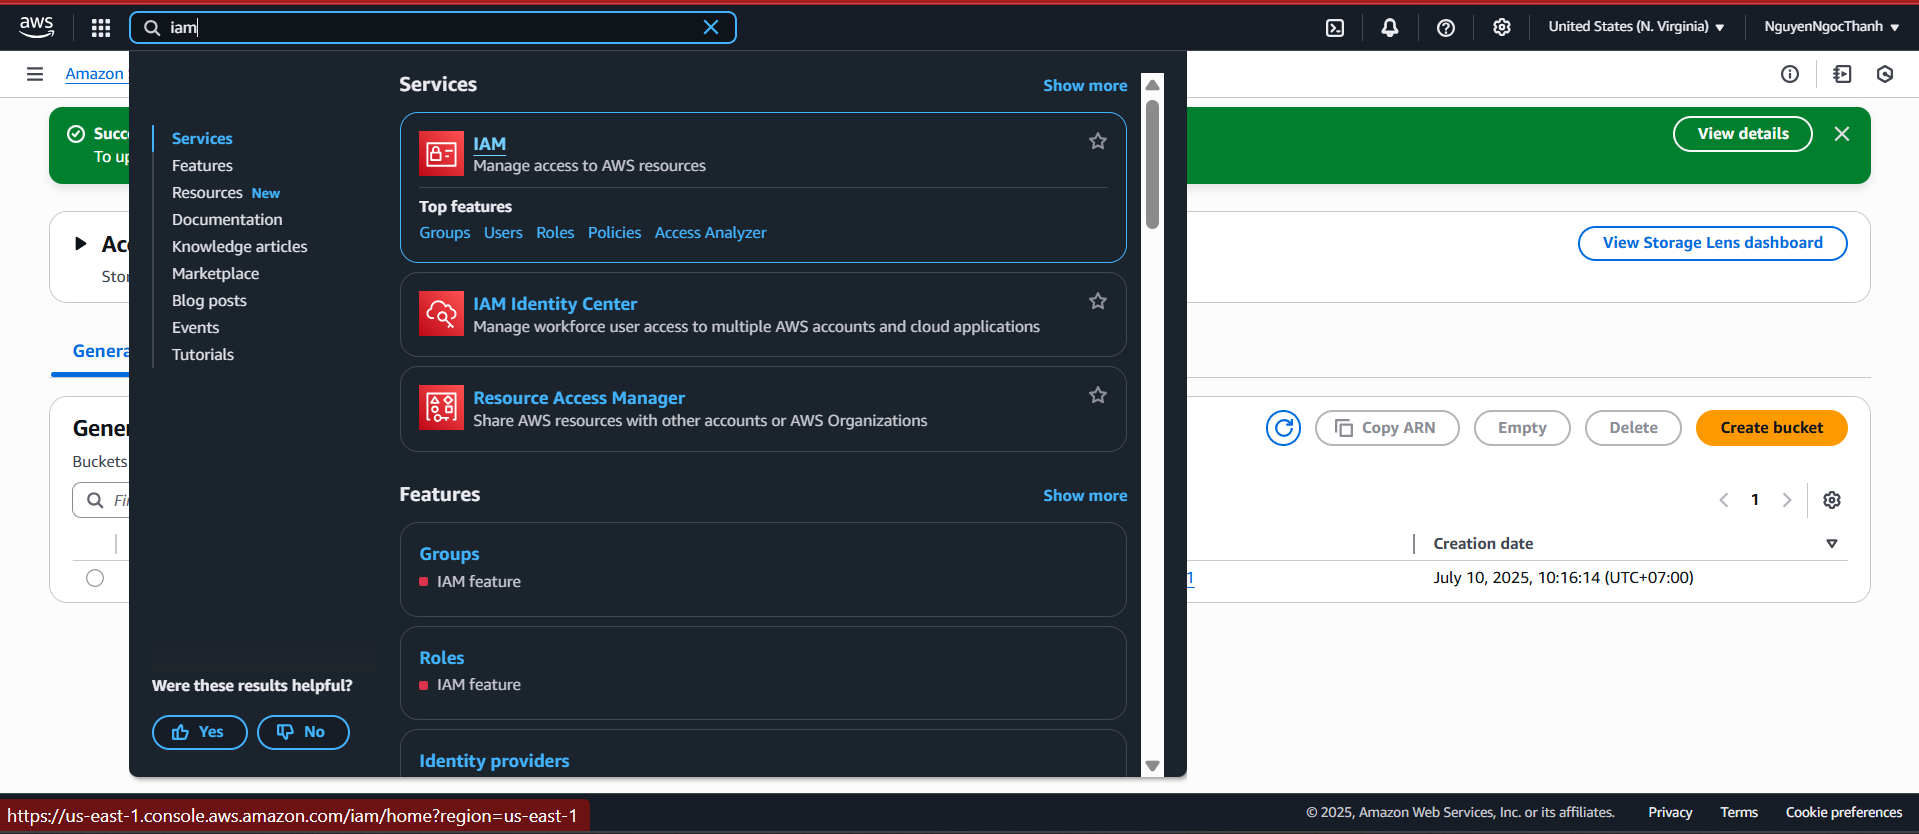 aws
iam
United States (N. Virginia)
NguyenNgocThanh
Amazon
Services
Show more
Succ
To up
View details
Services
Features
Resources New
Documentation
Knowledge articles
Marketplace
Blog posts
Events
Tutorials
IAM
Manage access to AWS resources
Top features
Groups Users Roles Policies Access Analyzer
IAM Identity Center
Manage workforce user access to multiple AWS accounts and cloud applications
Resource Access Manager
Share AWS resources with other accounts or AWS Organizations
Features
Show more
Groups
IAM feature
Roles
IAM feature
Identity providers
Were these results helpful?
Yes
No
Acc
Stor
View Storage Lens dashboard
Genera
Gener
Buckets
Copy ARN
Empty
Delete
Create bucket
Fi
1
Creation date
1
July 10, 2025, 10:16:14 (UTC+07:00)
https://us-east-1.console.aws.amazon.com/iam/home?region=us-east-1
© 2025, Amazon Web Services, Inc. or its affiliates.
Privacy
Terms
Cookie preferences